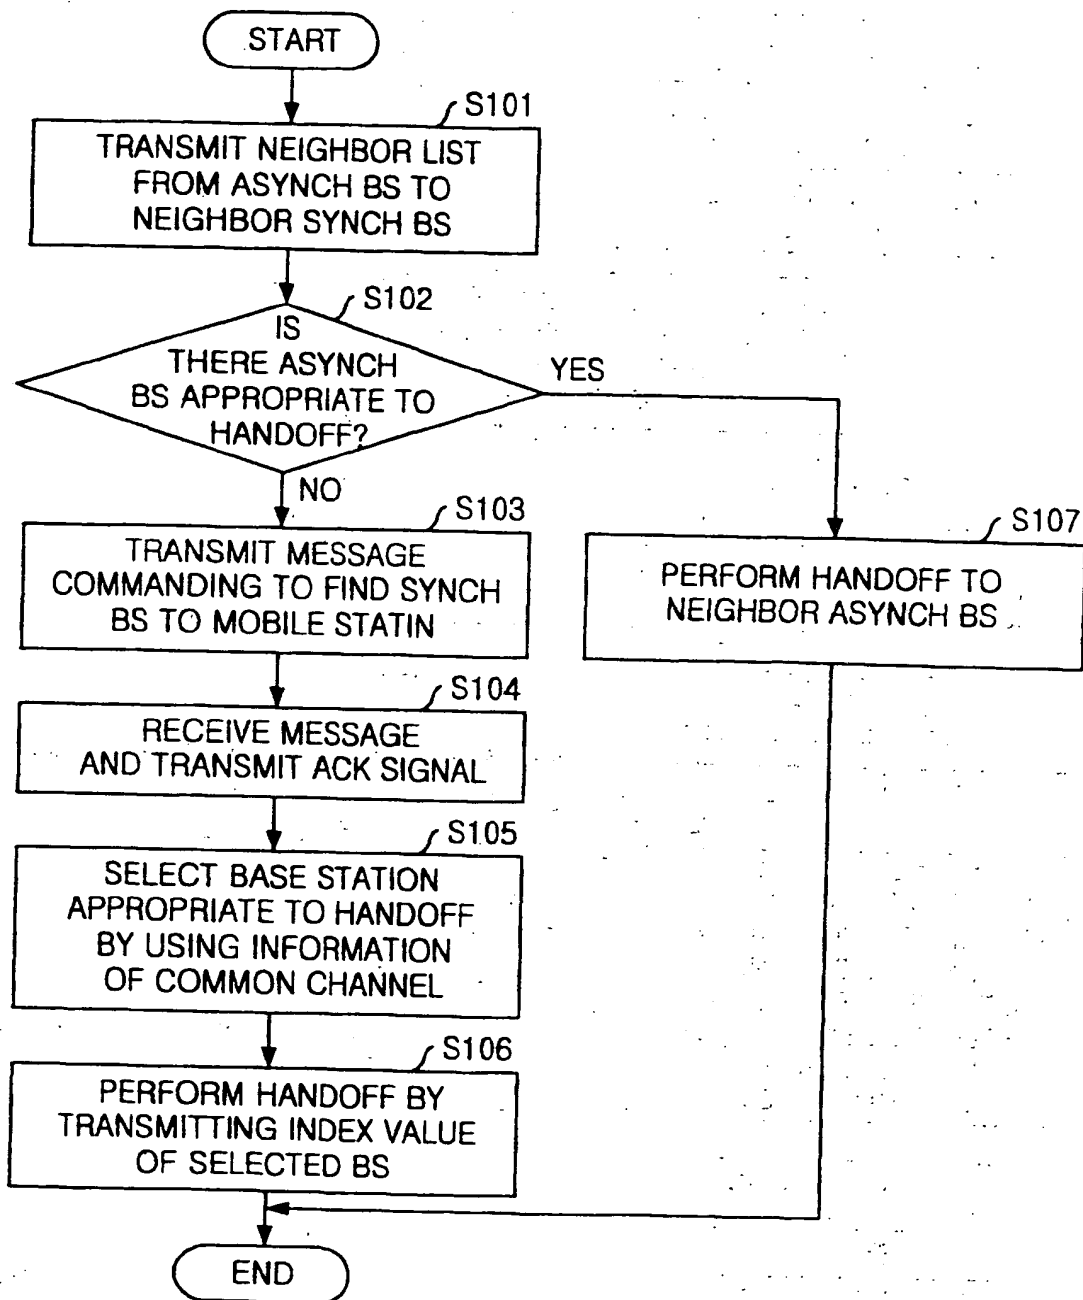 START
S101
TRANSMIT NEIGHBOR LIST
FROM ASYNCH BS TO
NEIGHBOR SYNCH BS
S102
IS
THERE ASYNCH
BS APPROPRIATE TO
HANDOFF?
YES
NO
S103
TRANSMIT MESSAGE
COMMANDING TO FIND SYNCH
BS TO MOBILE STATIN
S107
PERFORM HANDOFF TO
NEIGHBOR ASYNCH BS
S104
RECEIVE MESSAGE
AND TRANSMIT ACK SIGNAL
S105
SELECT BASE STATION
APPROPRIATE TO HANDOFF
BY USING INFORMATION
OF COMMON CHANNEL
S106
PERFORM HANDOFF BY
TRANSMITTING INDEX VALUE
OF SELECTED BS
END